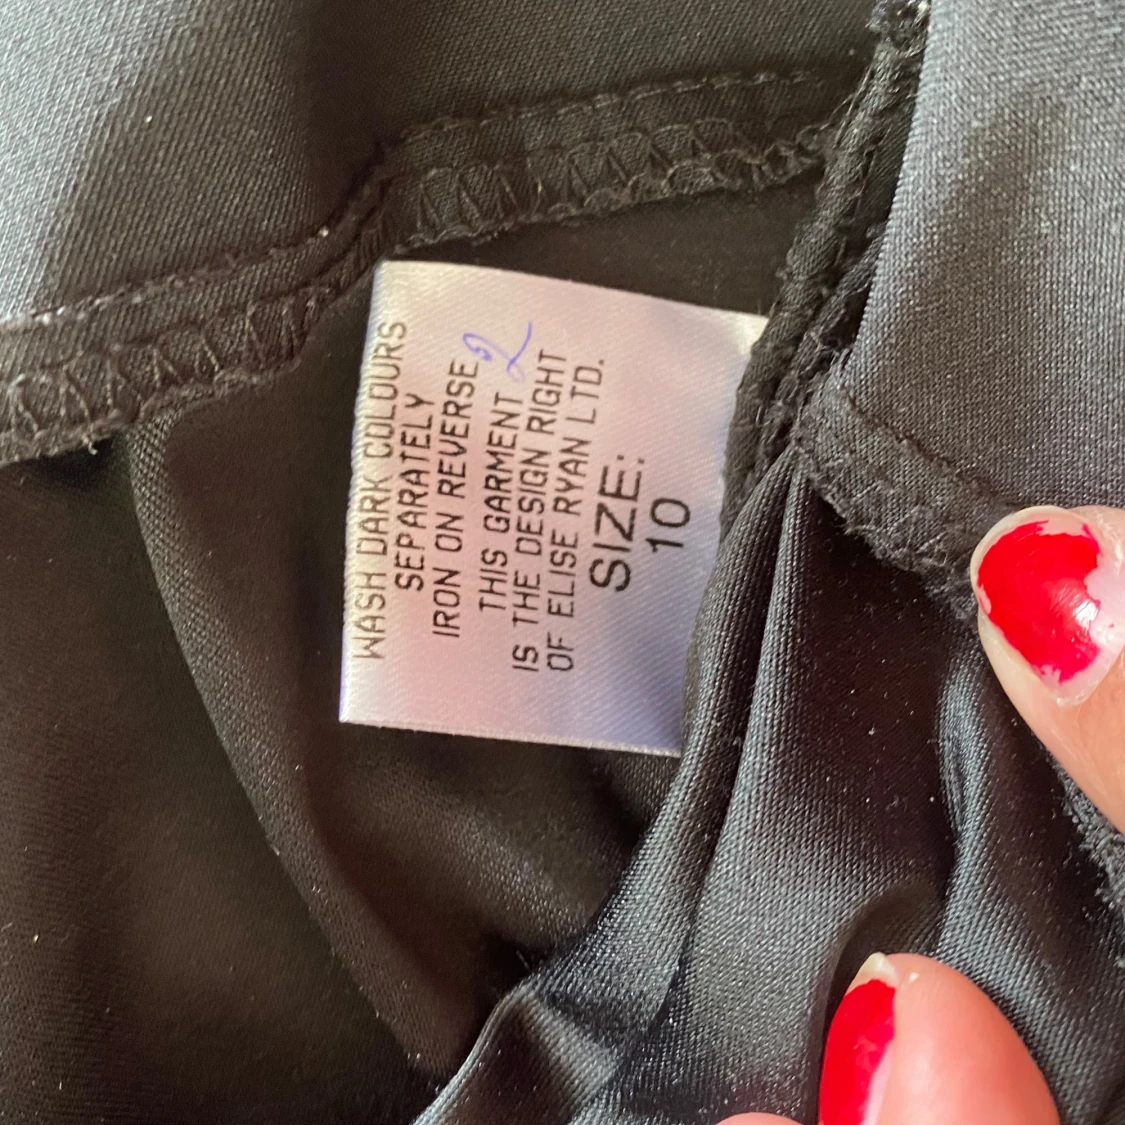 WASH DARK COLOURS
SEPARATELY
IRON ON REVERSE
2
THIS GARMENT
IS THE DESIGN RIGHT
OF ELISE RYAN LTD.
SIZE:
10